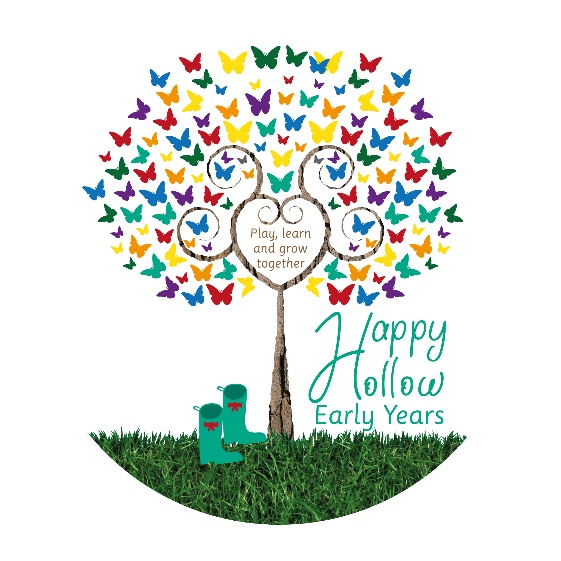 Play, learn
and grow
together
Happy
Hollow
Early Years